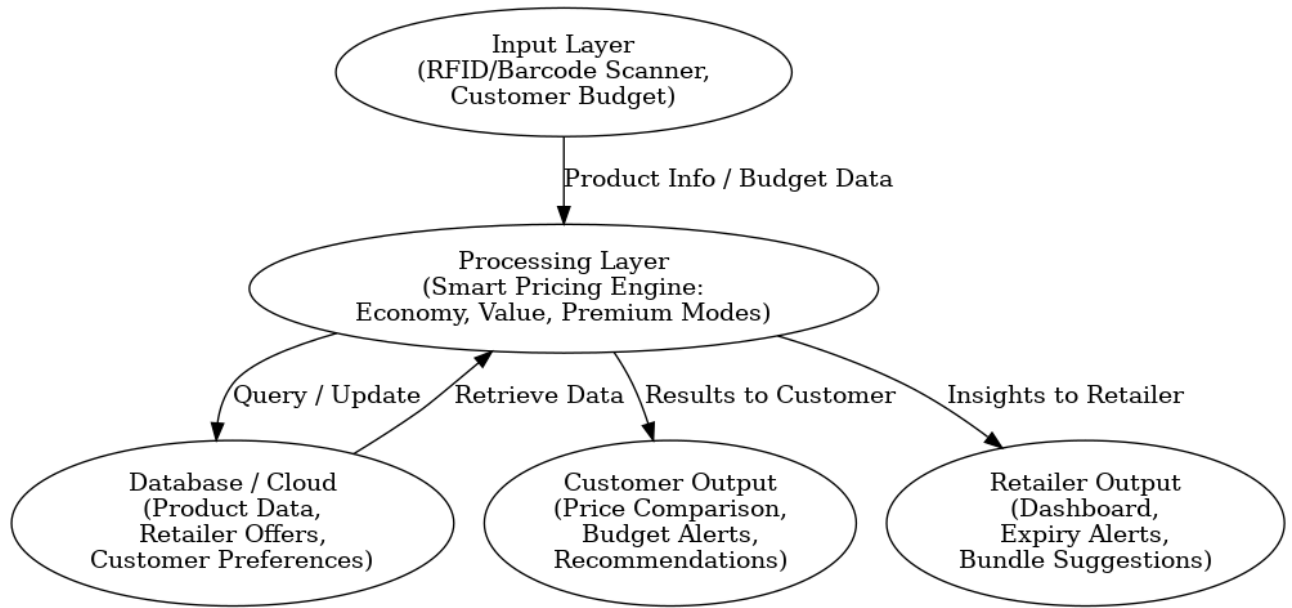 Input Layer
(RFID/Barcode Scanner,
Customer Budget)
Product Info / Budget Data
Processing Layer
(Smart Pricing Engine:
Economy, Value, Premium Modes)
Query / Update
Retrieve Data
Results to Customer
Insights to Retailer
Database / Cloud
(Product Data,
Retailer Offers,
Customer Preferences)
Customer Output
(Price Comparison,
Budget Alerts,
Recommendations)
Retailer Output
(Dashboard,
Expiry Alerts,
Bundle Suggestions)